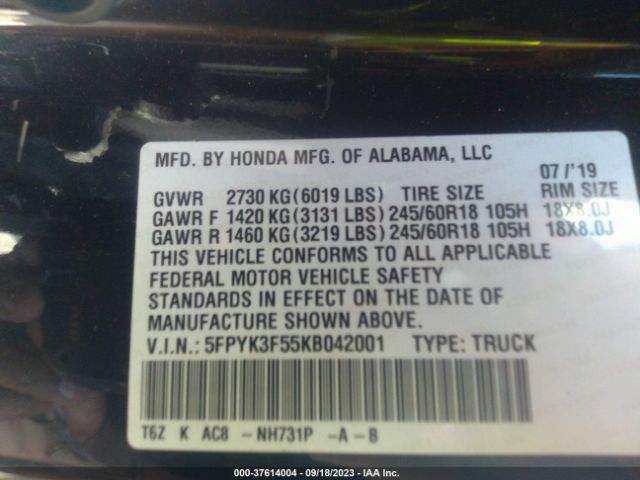 MFD. BY HONDA MFG. OF ALABAMA, LLC
07/'19
GVWR 2730 KG(6019 LBS) TIRE SIZE RIM SIZE
GAWR F 1420 KG(3131 LBS) 245/60R18 105H 18X8.0J
GAWR R 1460 KG(3219 LBS) 245/60R18 105H 18X8.0J
THIS VEHICLE CONFORMS TO ALL APPLICABLE
FEDERAL MOTOR VEHICLE SAFETY
STANDARDS IN EFFECT ON THE DATE OF
MANUFACTURE SHOWN ABOVE.
V.I.N.: 5FPYK3F55KB042001 TYPE: TRUCK
T6Z K AC8 -NH731P -A-B
000-37614004 / 09/18/2023 - IAA Inc.